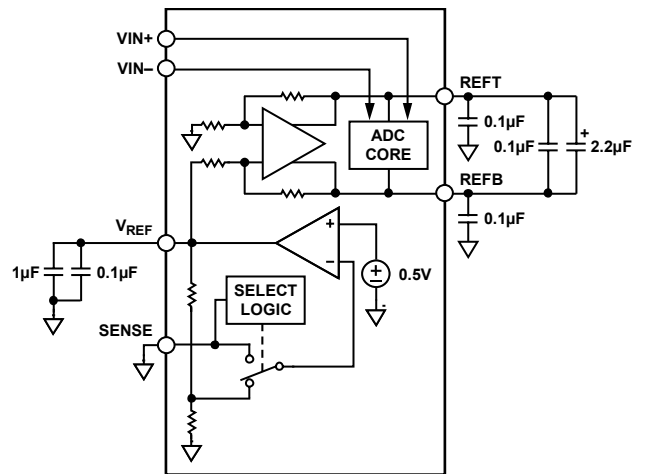 VIN+
VIN–
REFT
ADC
CORE
0.1µF
0.1µF
+
2.2µF
REFB
0.1µF
VREF
1µF
0.1µF
+
–
0.5V
SELECT
LOGIC
SENSE